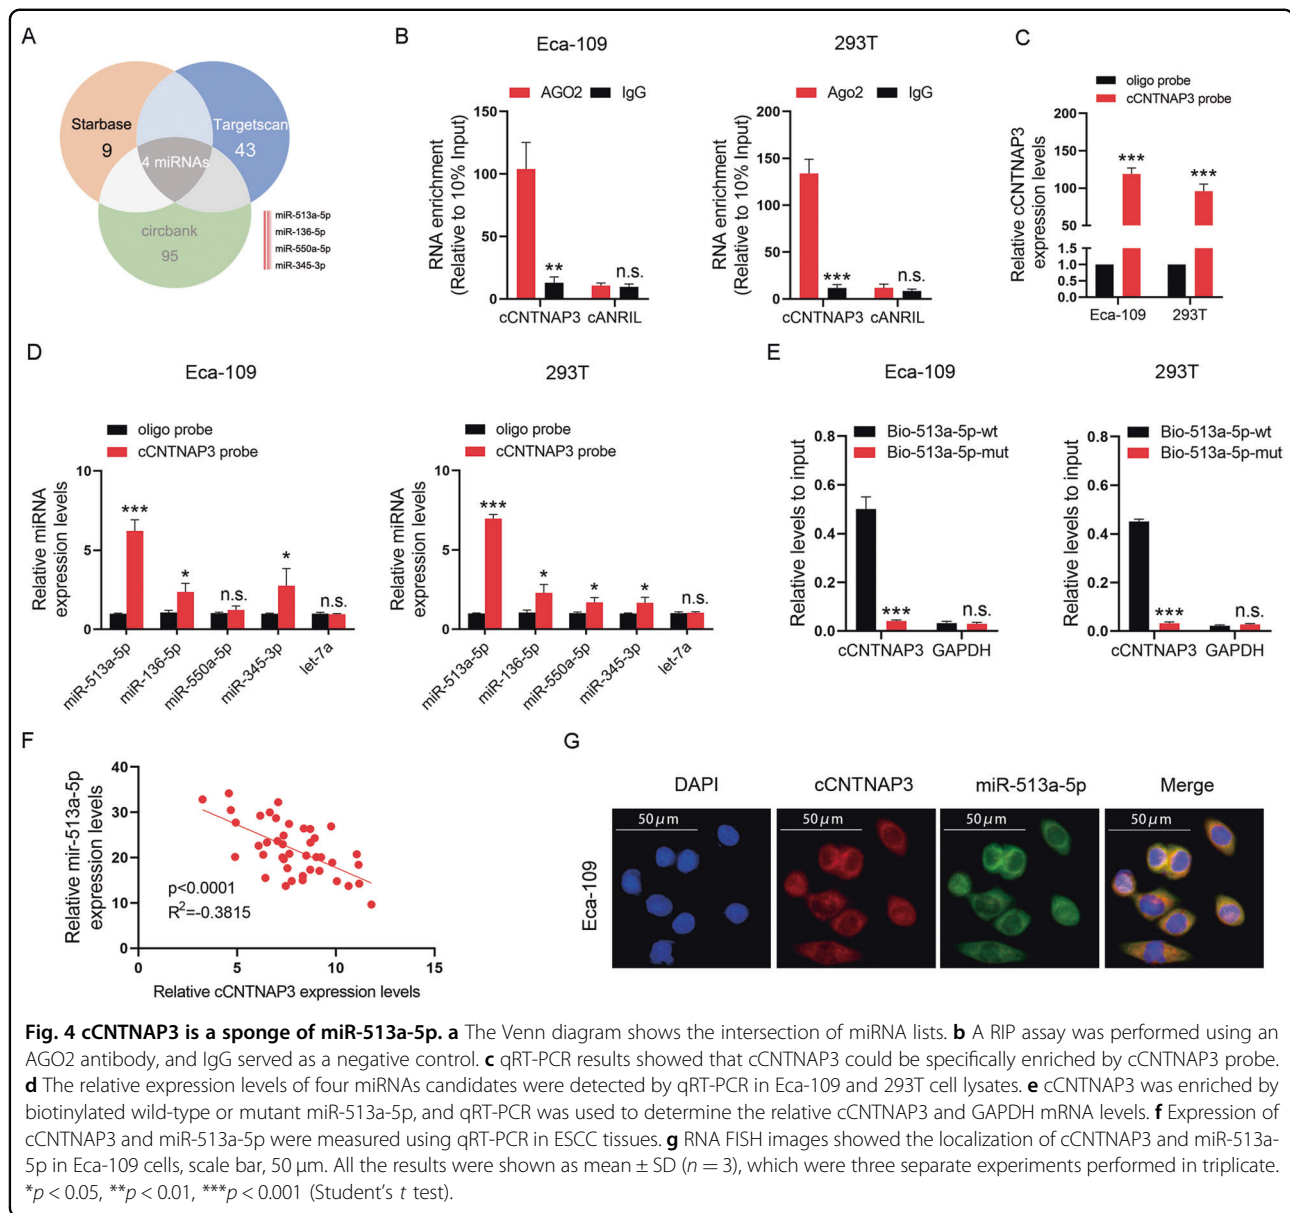 A
Starbase
9
Targetscan
43
4 miRNAs
circbank
95
miR-513a-5p
miR-136-5p
miR-550a-5p
miR-345-3p
B
Eca-109
AGO2 IgG
RNA enrichment
(Relative to 10% Input)
150
100
50
0
**
n.s.
cCNTNAP3 cANRIL
293T
Ago2 IgG
RNA enrichment
(Relative to 10% Input)
200
150
100
50
0
***
n.s.
cCNTNAP3 cANRIL
C
oligo probe
cCNTNAP3 probe
Relative cCNTNAP3
expression levels
200
150
100
50
1.5
1.0
0.5
0.0
***
***
Eca-109 293T
D
Eca-109
oligo probe
cCNTNAP3 probe
Relative miRNA
expression levels
10
5
0
***
*
n.s.
*
n.s.
miR-513a-5p
miR-136-5p
miR-550a-5p
miR-345-3p
let-7a
293T
oligo probe
cCNTNAP3 probe
Relative miRNA
expression levels
10
5
0
***
*
*
*
n.s.
miR-513a-5p
miR-136-5p
miR-550a-5p
miR-345-3p
let-7a
E
Eca-109
Bio-513a-5p-wt
Bio-513a-5p-mut
Relative levels to input
0.8
0.6
0.4
0.2
0.0
***
n.s.
cCNTNAP3 GAPDH
293T
Bio-513a-5p-wt
Bio-513a-5p-mut
Relative levels to input
0.8
0.6
0.4
0.2
0.0
***
n.s.
cCNTNAP3 GAPDH
F
Relative mir-513a-5p
expression levels
40
30
20
10
0
p<0.0001
R²=-0.3815
0 5 10 15
Relative cCNTNAP3 expression levels
G
DAPI cCNTNAP3 miR-513a-5p Merge
Eca-109
50 µm 50 µm 50 µm 50 µm
Fig. 4 cCNTNAP3 is a sponge of miR-513a-5p. a The Venn diagram shows the intersection of miRNA lists. b A RIP assay was performed using an
AGO2 antibody, and IgG served as a negative control. c qRT-PCR results showed that cCNTNAP3 could be specifically enriched by cCNTNAP3 probe.
d The relative expression levels of four miRNAs candidates were detected by qRT-PCR in Eca-109 and 293T cell lysates. e cCNTNAP3 was enriched by
biotinylated wild-type or mutant miR-513a-5p, and qRT-PCR was used to determine the relative cCNTNAP3 and GAPDH mRNA levels. f Expression of
cCNTNAP3 and miR-513a-5p were measured using qRT-PCR in ESCC tissues. g RNA FISH images showed the localization of cCNTNAP3 and miR-513a-
5p in Eca-109 cells, scale bar, 50 µm. All the results were shown as mean ± SD (n = 3), which were three separate experiments performed in triplicate.
*p < 0.05, **p < 0.01, ***p < 0.001 (Student's t test).